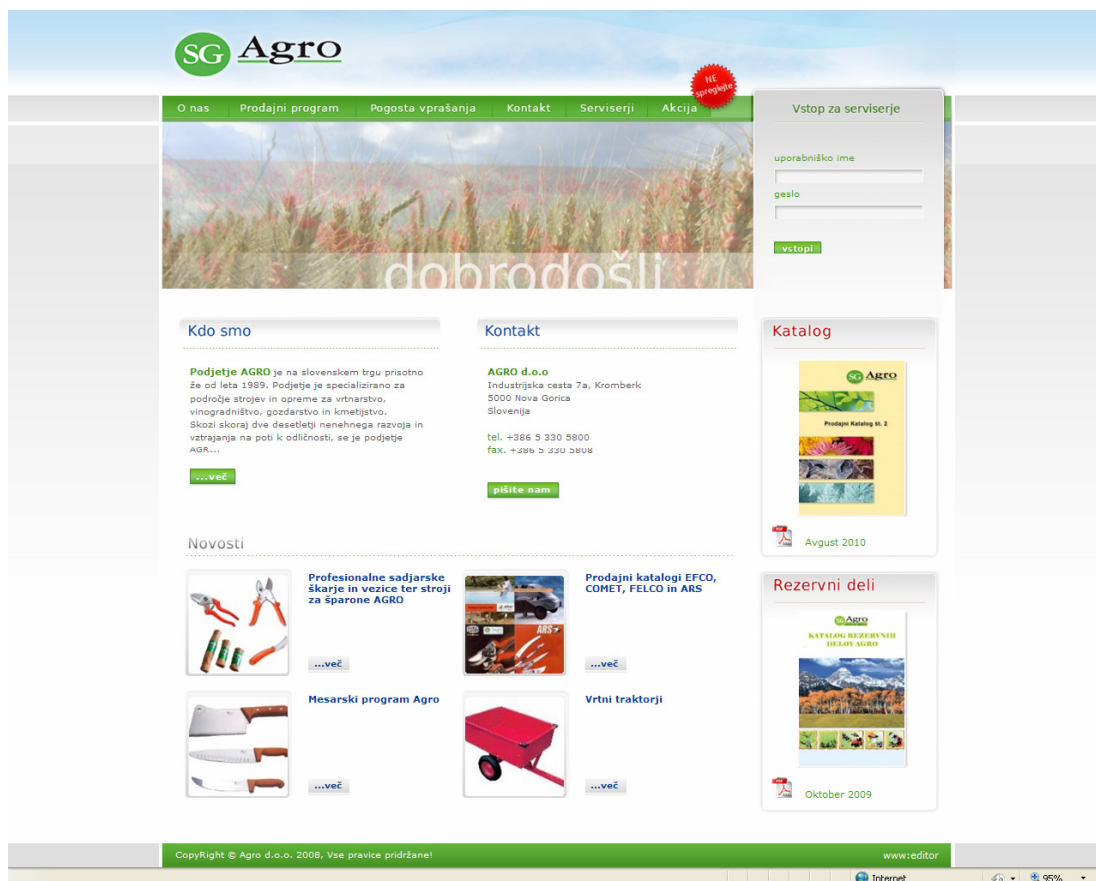 SG Agro
NE
spreglejte
O nas
Prodajni program
Pogosta vprašanja
Kontakt
Serviserji
Akcija
Vstop za serviserje
uporabniško ime
geslo
vstopi
dobrodošli
Kdo smo
Podjetje AGRO je na slovenskem trgu prisotno
že od leta 1989. Podjetje je specializirano za
področje strojev in opreme za vrtnarstvo,
vinogradništvo, gozdarstvo in kmetijstvo.
Skozi skoraj dve desetletji nenehnega razvoja in
vztrajanja na poti k odličnosti, se je podjetje
AGR...
...več
Kontakt
AGRO d.o.o
Industrijska cesta 7a, Kromberk
5000 Nova Gorica
Slovenija
tel. +386 5 330 5800
fax. +386 5 330 5808
pišite nam
Katalog
SG Agro
Prodajni Katalog št. 2
PDF
Avgust 2010
Novosti
Profesionalne sadjarske
škarje in vezice ter stroji
za šparone AGRO
...več
Prodajni katalogi EFCO,
COMET, FELCO in ARS
ARS
...več
Mesarski program Agro
...več
Vrtni traktorji
...več
Rezervni deli
SG Agro
KATALOG REZERVNIH
DELOV AGRO
PDF
Oktober 2009
CopyRight © Agro d.o.o. 2008, Vse pravice pridržane!
www:editor
Internet
95%